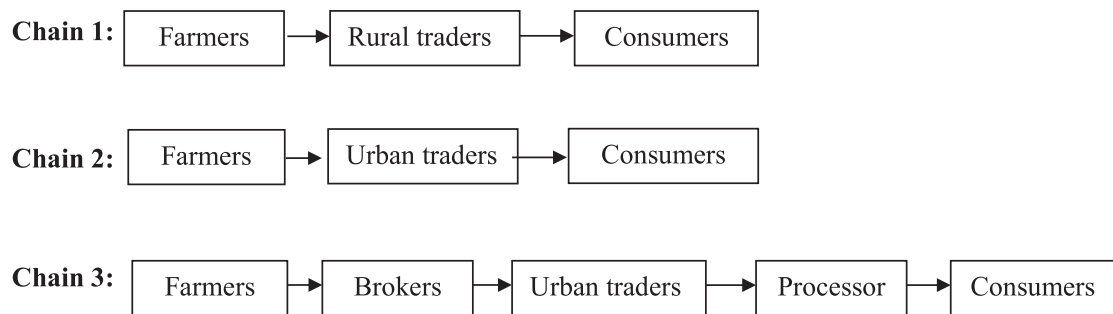 Chain 1: Farmers Rural traders Consumers
Chain 2: Farmers Urban traders Consumers
Chain 3: Farmers Brokers Urban traders Processor Consumers